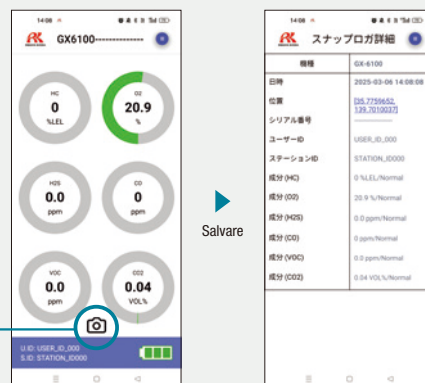 14:08
GX6100--------------
HC
0
%LEL
O2
20.9
%
H2S
0.0
ppm
CO
0
ppm
VOC
0.0
ppm
CO2
0.04
VOL%
U.ID: USER_ID_000
S.ID: STATION_ID000
Salvare
14:08
スナップロガ詳細
機種 GX-6100
日時 2025-03-06 14:08:08
位置 [35.7759652,
139.7010037]
シリアル番号 --------------
ユーザーID USER_ID_000
ステーションID STATION_ID000
成分(HC) 0 %LEL/Normal
成分(O2) 20.9 %/Normal
成分(H2S) 0.0 ppm/Normal
成分(CO) 0 ppm/Normal
成分(VOC) 0.0 ppm/Normal
成分(CO2) 0.04 VOL%/Normal